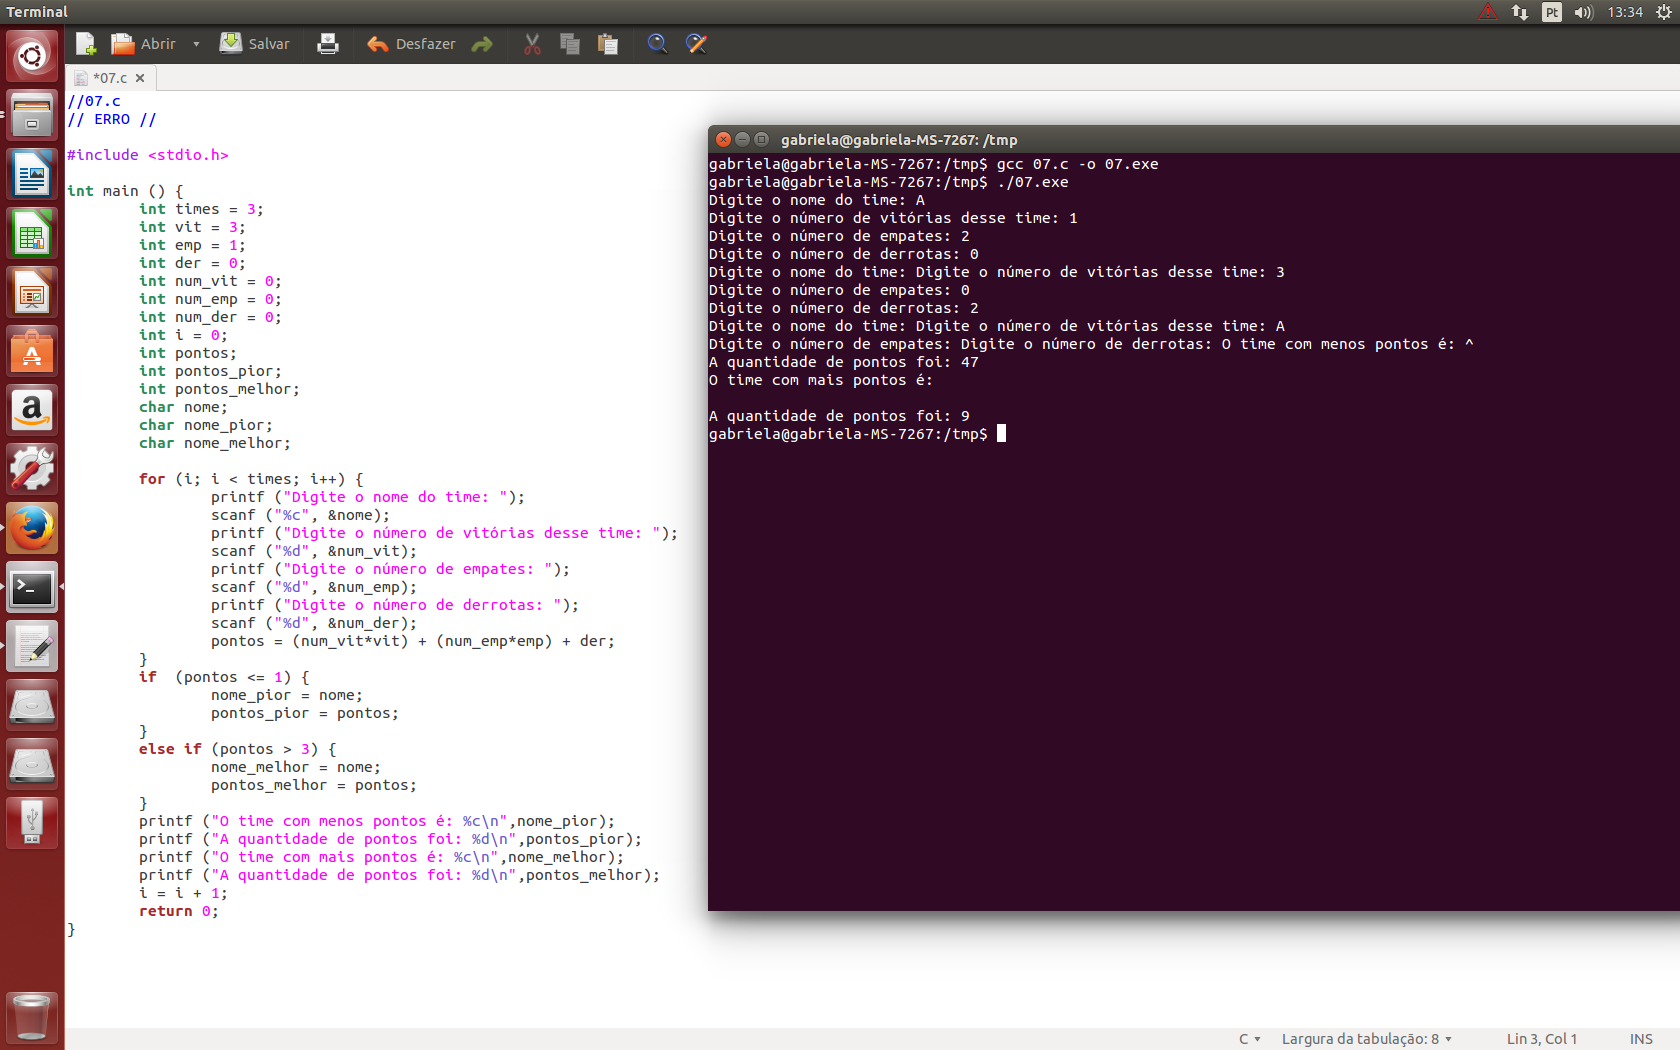 Terminal
Pt
13:34
Abrir
Salvar
Desfazer
*07.c
//07.c
// ERRO //
#include <stdio.h>
int main () {
int times = 3;
int vit = 3;
int emp = 1;
int der = 0;
int num_vit = 0;
int num_emp = 0;
int num_der = 0;
int i = 0;
int pontos;
int pontos_pior;
int pontos_melhor;
char nome;
char nome_pior;
char nome_melhor;
for (i; i < times; i++) {
printf ("Digite o nome do time: ");
scanf ("%c", &nome);
printf ("Digite o número de vitórias desse time: ");
scanf ("%d", &num_vit);
printf ("Digite o número de empates: ");
scanf ("%d", &num_emp);
printf ("Digite o número de derrotas: ");
scanf ("%d", &num_der);
pontos = (num_vit*vit) + (num_emp*emp) + der;
}
if  (pontos <= 1) {
nome_pior = nome;
pontos_pior = pontos;
}
else if (pontos > 3) {
nome_melhor = nome;
pontos_melhor = pontos;
}
printf ("O time com menos pontos é: %c\n",nome_pior);
printf ("A quantidade de pontos foi: %d\n",pontos_pior);
printf ("O time com mais pontos é: %c\n",nome_melhor);
printf ("A quantidade de pontos foi: %d\n",pontos_melhor);
i = i + 1;
return 0;
}
gabriela@gabriela-MS-7267: /tmp
gabriela@gabriela-MS-7267:/tmp$ gcc 07.c -o 07.exe
gabriela@gabriela-MS-7267:/tmp$ ./07.exe
Digite o nome do time: A
Digite o número de vitórias desse time: 1
Digite o número de empates: 2
Digite o número de derrotas: 0
Digite o nome do time: Digite o número de vitórias desse time: 3
Digite o número de empates: 0
Digite o número de derrotas: 2
Digite o nome do time: Digite o número de vitórias desse time: A
Digite o número de empates: Digite o número de derrotas: O time com menos pontos é: ^
A quantidade de pontos foi: 47
O time com mais pontos é:
A quantidade de pontos foi: 9
gabriela@gabriela-MS-7267:/tmp$
C
Largura da tabulação: 8
Lin 3, Col 1
INS